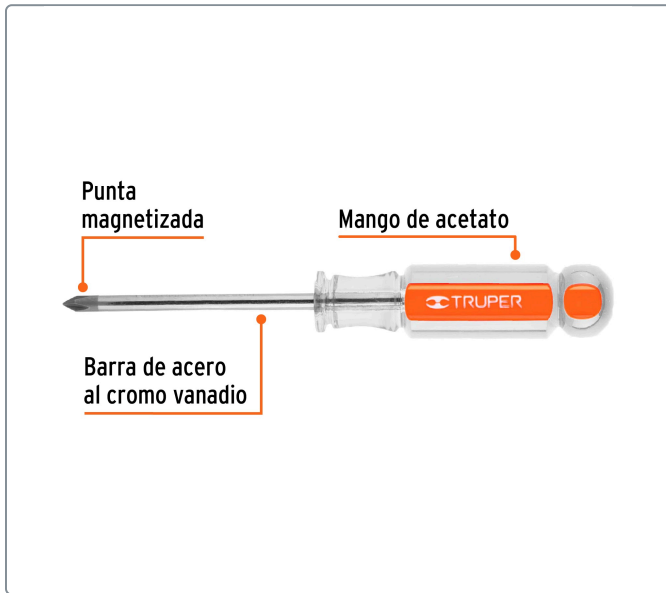 Punta
magnetizada
Mango de acetato
TRUPER
Barra de acero
al cromo vanadio